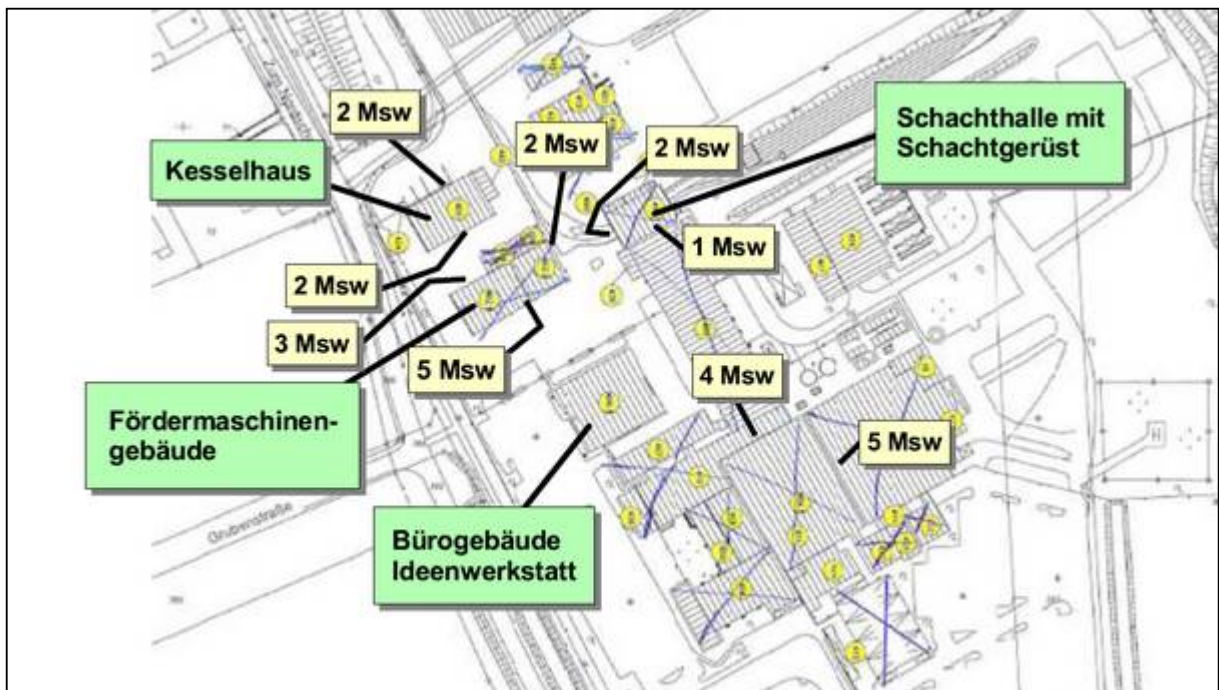 2 Msw
Kesselhaus
2 Msw
2 Msw
Schachthalle mit
Schachtgerüst
1 Msw
2 Msw
3 Msw
5 Msw
4 Msw
Fördermaschinen-
gebäude
5 Msw
Bürogebäude
Ideenwerkstatt
Grubenstraße
H